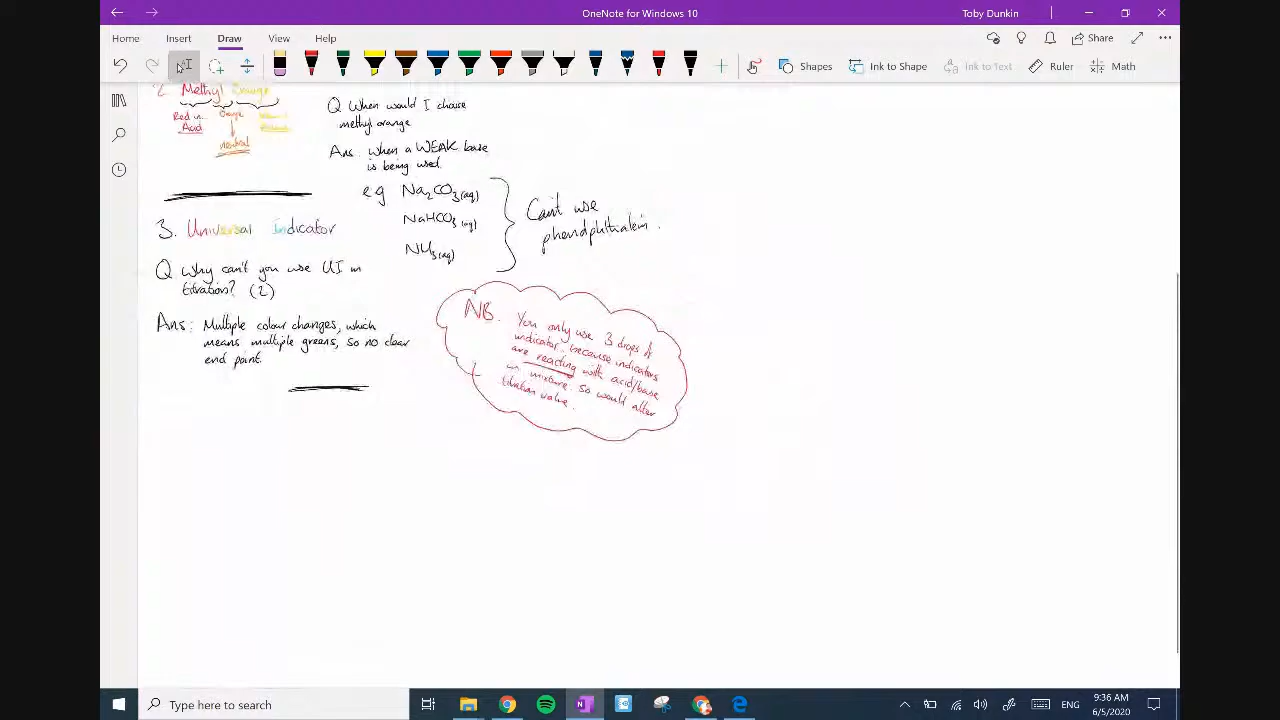 OneNote for Windows 10
Toby Dunkin
Home
Insert
Draw
View
Help
Share
Shapes
Ink to Shape
Ink to Text
Ruler
Math
2. Methyl Orange
Red in
Acid
Orange
neutral
Q When would I choose
methyl orange
Ans. When a WEAK base
is being used.
eg Na₂CO₃(aq)
NaHCO₃(aq)
NH₃(aq)
Can't use
phenolphthalein.
3. Universal Indicator
Q Why can't you use UI in
titrations? (2)
Ans: Multiple colour changes, which
means multiple greens, so no clear
end point.
NB. You only use 3 drops of
indicator, because indicators
are reacting with acid/base
in mixture. so would alter
titration value.
Type here to search
ENG
9:36 AM
6/5/2020